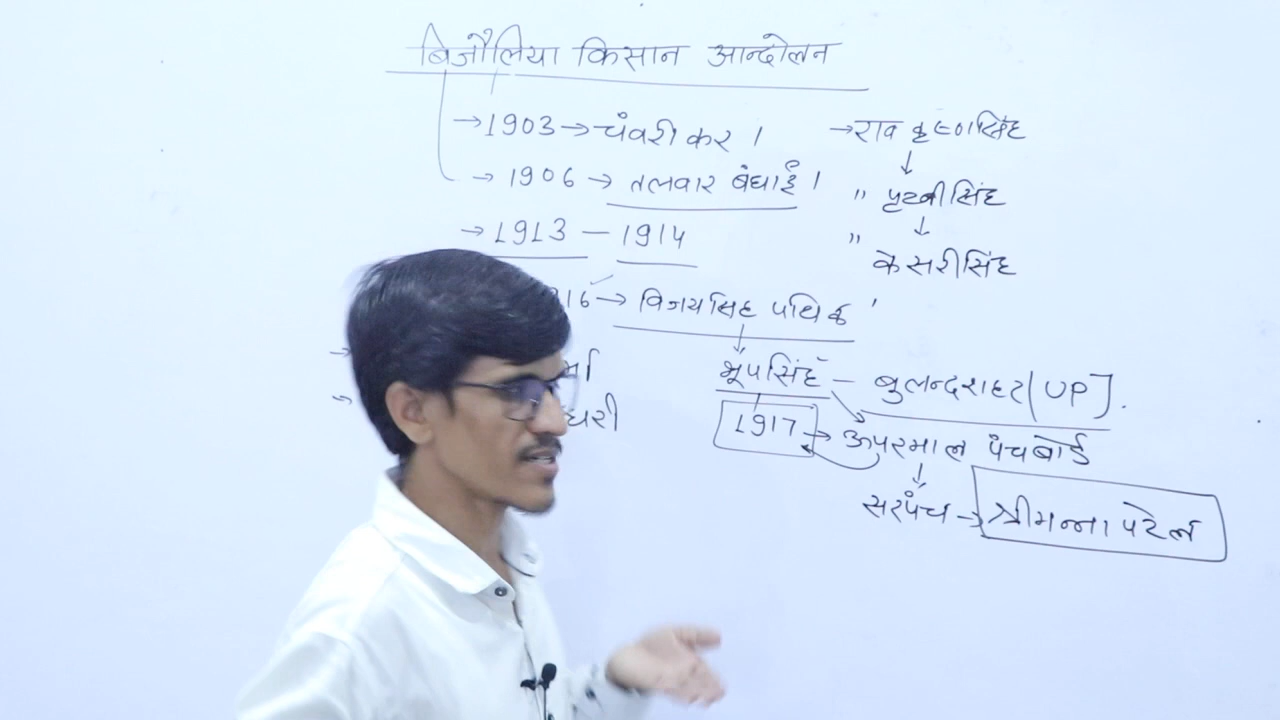 बिजौलिया किसान आन्दोलन
→1903→चंवरी कर ।
→राव कृष्णसिंह
↓
→ 1906 → तलवार बंधाई ।
" पृथ्वीसिंह
↓
→ 1913 – 1914
" केसरीसिंह
16→ विजयसिंह पथिक '
↓
भूपसिंह – बुलन्दशहर (UP].
1917 → ऊपरमाल पंचबोर्ड
↓
सरपंच → श्रीमन्ना पटेल